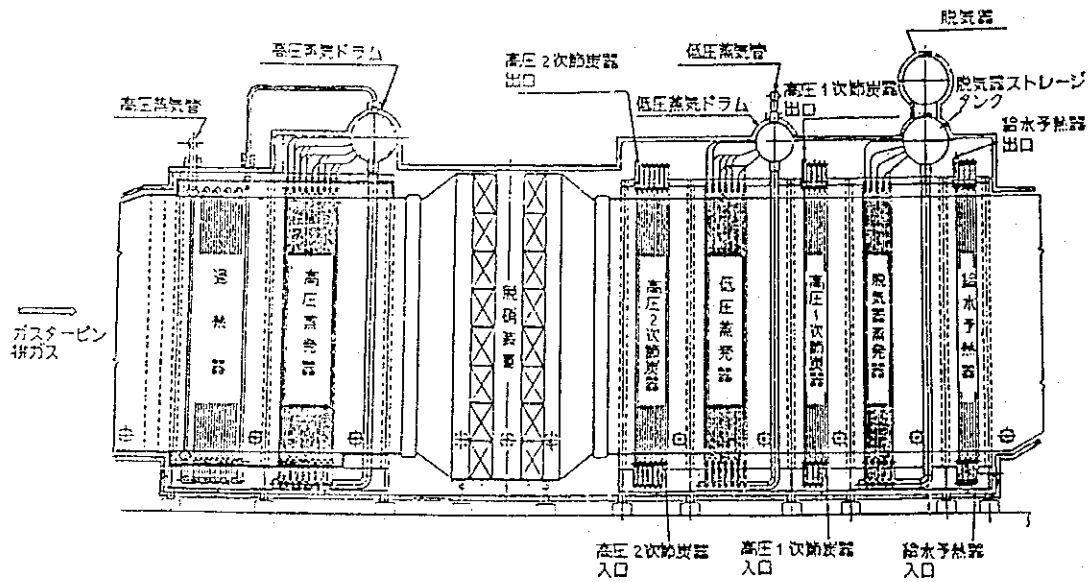 脱気器
高圧蒸気ドラム
低圧蒸気管
高圧2次節炭器
出口
高圧1次節炭器
出口
脱気器ストレージ
タンク
高圧蒸気管
低圧蒸気ドラム
給水予熱器
出口
過熱器
高圧蒸発器
脱硝装置
高圧2次節炭器
低圧蒸発器
高圧1次節炭器
脱気器蒸発器
給水予熱器
ガスタービン
排ガス
高圧2次節炭器
入口
高圧1次節炭器
入口
給水予熱器
入口